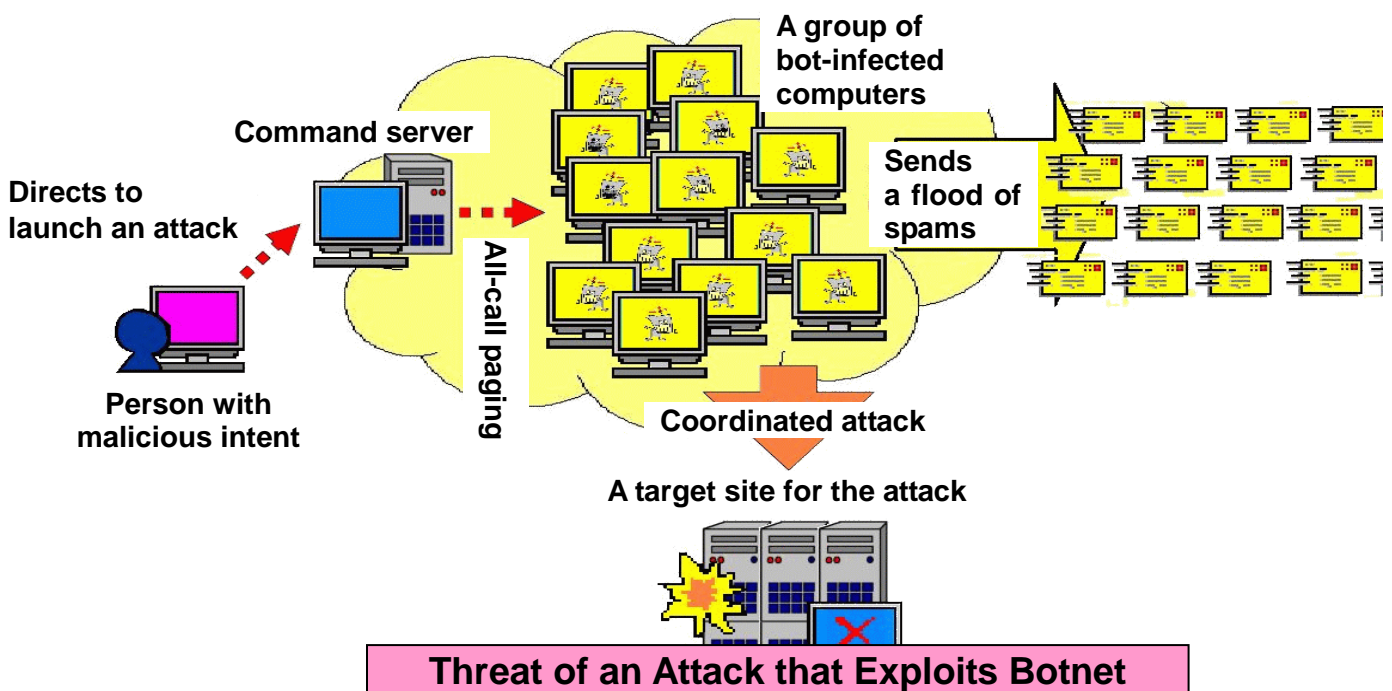 A group of
bot-infected
computers
Command server
Directs to
launch an attack
Sends
a flood of
spams
All-call paging
Person with
malicious intent
Coordinated attack
A target site for the attack
Threat of an Attack that Exploits Botnet